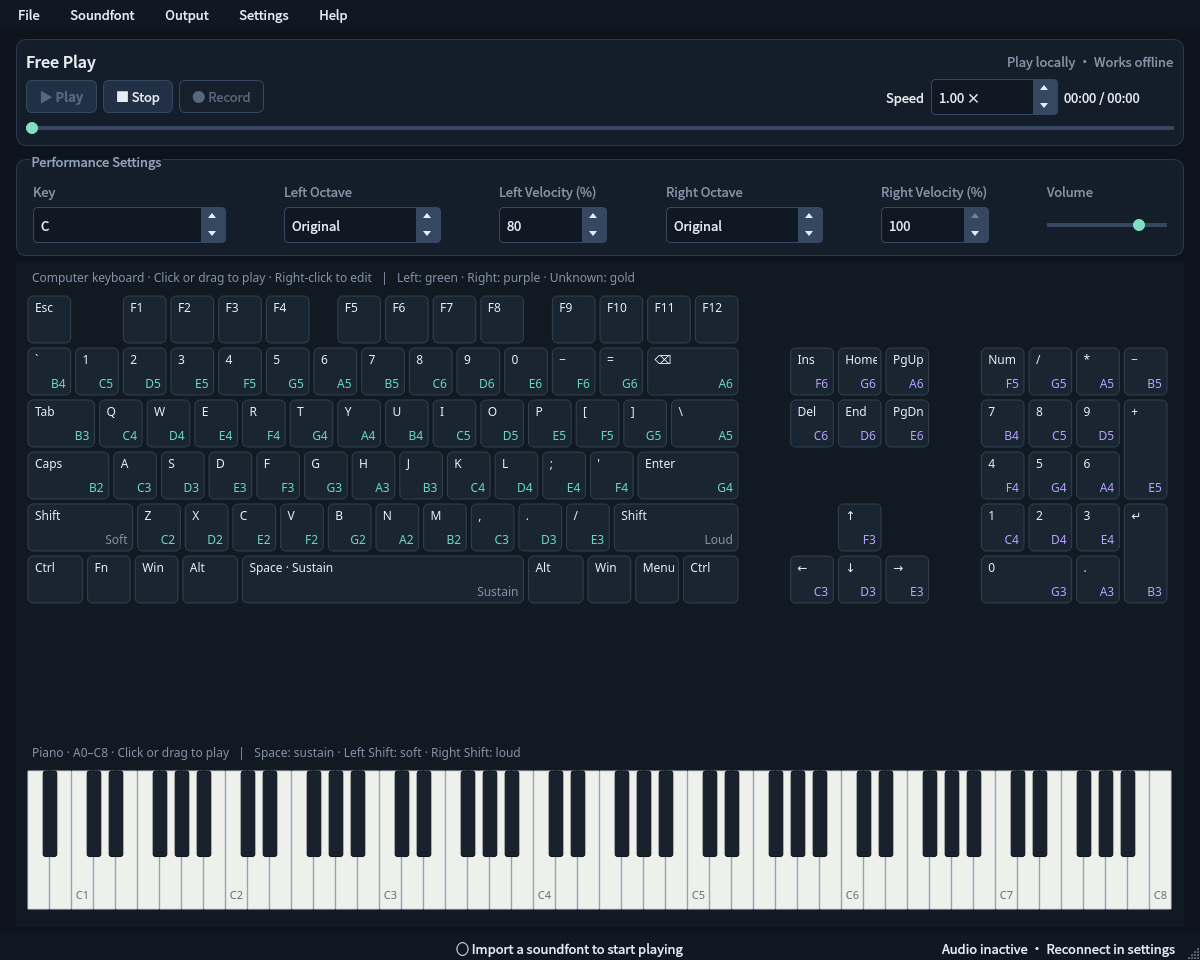 File Soundfont Output Settings Help
Free Play Play locally • Works offline
Play Stop Record Speed 1.00 × 00:00 / 00:00
Performance Settings
Key Left Octave Left Velocity (%) Right Octave Right Velocity (%) Volume
C Original 80 Original 100
Computer keyboard · Click or drag to play · Right-click to edit | Left: green · Right: purple · Unknown: gold
Esc F1 F2 F3 F4 F5 F6 F7 F8 F9 F10 F11 F12
` 1 2 3 4 5 6 7 8 9 0 − = ⌫ Ins Home PgUp Num / * −
B4 C5 D5 E5 F5 G5 A5 B5 C6 D6 E6 F6 G6 A6 F6 G6 A6 F5 G5 A5 B5
Tab Q W E R T Y U I O P [ ] \ Del End PgDn 7 8 9 +
B3 C4 D4 E4 F4 G4 A4 B4 C5 D5 E5 F5 G5 A5 C6 D6 E6 B4 C5 D5
Caps A S D F G H J K L ; ' Enter 4 5 6
B2 C3 D3 E3 F3 G3 A3 B3 C4 D4 E4 F4 G4 F4 G4 A4 E5
Shift Z X C V B N M , . / Shift ↑ 1 2 3 ↵
Soft C2 D2 E2 F2 G2 A2 B2 C3 D3 E3 Loud F3 C4 D4 E4
Ctrl Fn Win Alt Space · Sustain Alt Win Menu Ctrl ← ↓ → 0 .
Sustain C3 D3 E3 G3 A3 B3
Piano · A0–C8 · Click or drag to play | Space: sustain · Left Shift: soft · Right Shift: loud
C1 C2 C3 C4 C5 C6 C7 C8
Import a soundfont to start playing Audio inactive • Reconnect in settings